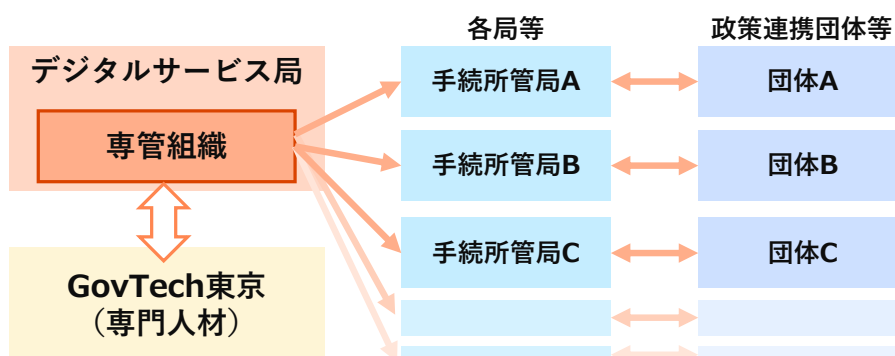 各局等
政策連携団体等
デジタルサービス局
専管組織
GovTech東京
（専門人材）
手続所管局A
団体A
手続所管局B
団体B
手続所管局C
団体C